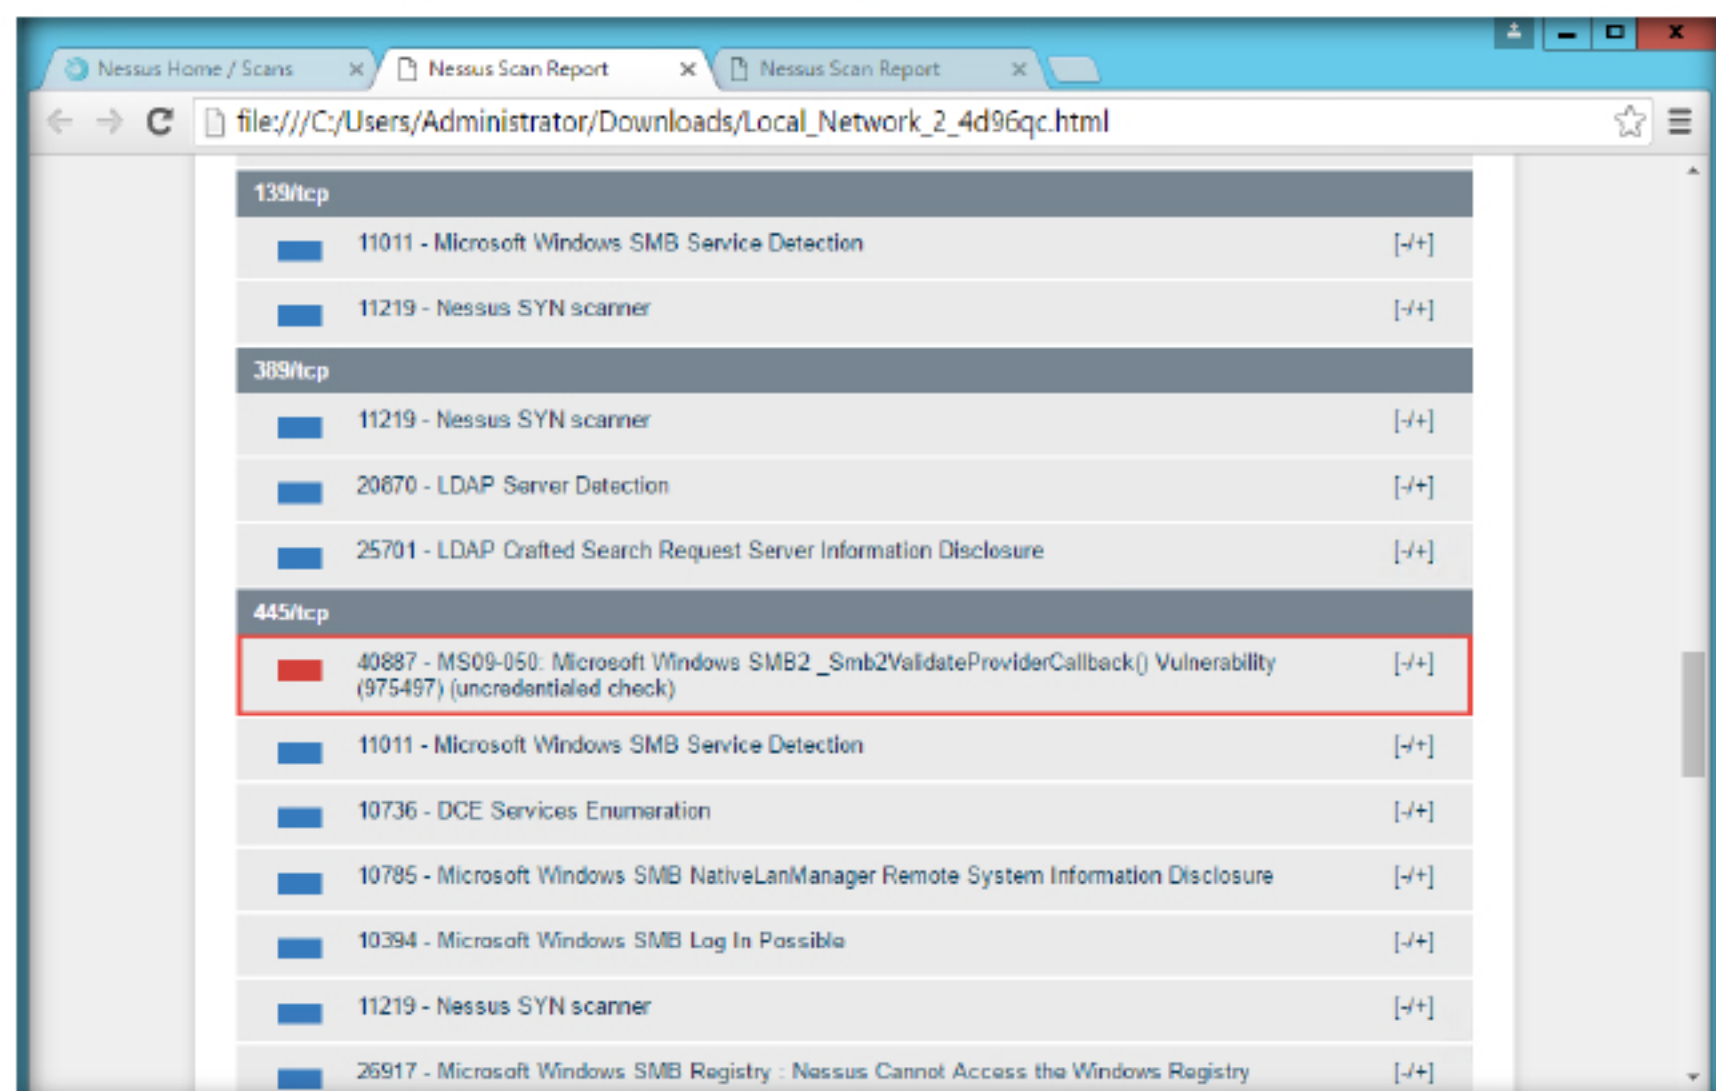 Nessus Home / Scans
Nessus Scan Report
Nessus Scan Report
file:///C:/Users/Administrator/Downloads/Local_Network_2_4d96qc.html
139/tcp
11011 - Microsoft Windows SMB Service Detection [-/+]
11219 - Nessus SYN scanner [-/+]
389/tcp
11219 - Nessus SYN scanner [-/+]
20870 - LDAP Server Detection [-/+]
25701 - LDAP Crafted Search Request Server Information Disclosure [-/+]
445/tcp
40887 - MS09-050: Microsoft Windows SMB2 _Smb2ValidateProviderCallback() Vulnerability [-/+]
(975497) (uncredentialed check)
11011 - Microsoft Windows SMB Service Detection [-/+]
10736 - DCE Services Enumeration [-/+]
10785 - Microsoft Windows SMB NativeLanManager Remote System Information Disclosure [-/+]
10394 - Microsoft Windows SMB Log In Possible [-/+]
11219 - Nessus SYN scanner [-/+]
26917 - Microsoft Windows SMB Registry : Nessus Cannot Access the Windows Registry [-/+]